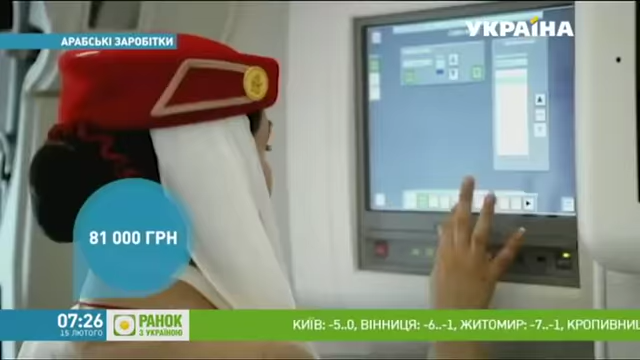 УКРАЇНА
АРАБСЬКІ ЗАРОБІТКИ
81 000 ГРН
07:26
15 ЛЮТОГО
РАНОК
З УКРАЇНОЮ
КИЇВ: -5..0, ВІННИЦЯ: -6..-1, ЖИТОМИР: -7..-1, КРОПИВНИЦ